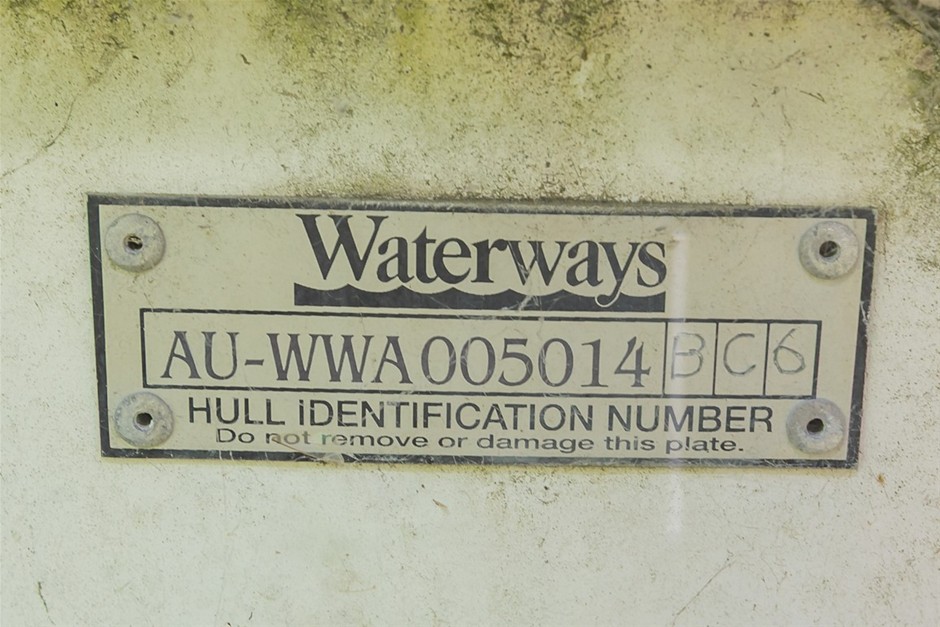 Waterways
AU-WWA005014BC6
HULL iDENTIFICATION NUMBER
Do not remove or damage this plate.